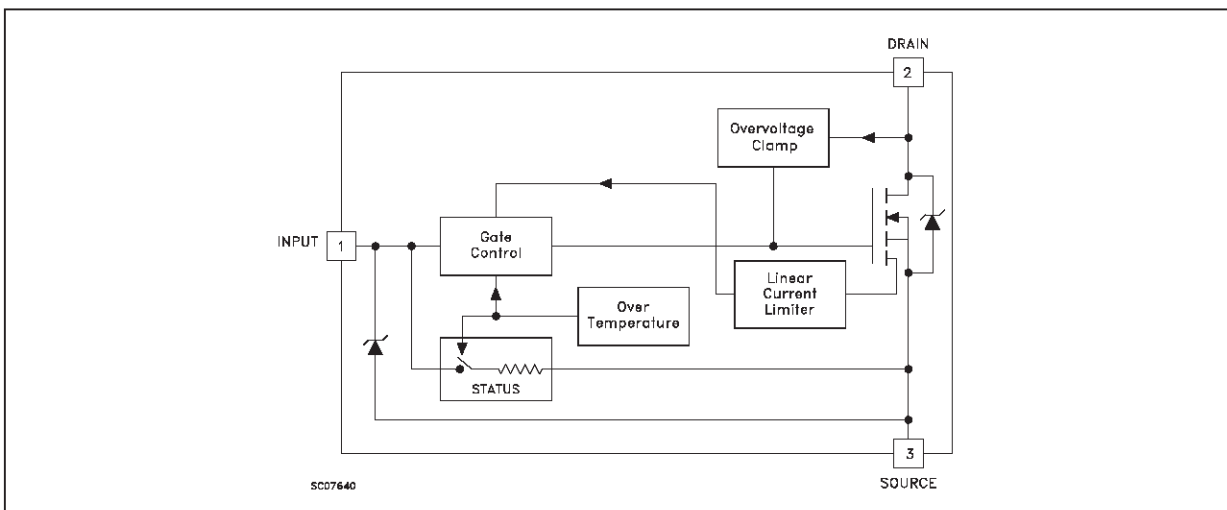 DRAIN
2
Overvoltage
Clamp
INPUT
1
Gate
Control
Linear
Current
Limiter
Over
Temperature
STATUS
3
SC07640
SOURCE